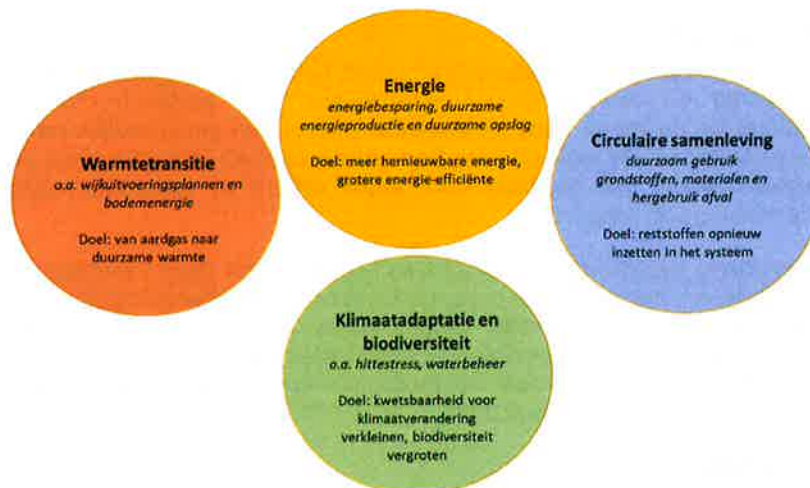 Energie
energiebesparing, duurzame
energieproductie en duurzame opslag
Doel: meer hernieuwbare energie,
grotere energie-efficiënte
Warmtetransitie
o.a. wijkuitvoeringsplannen en
bodemenergie
Doel: van aardgas naar
duurzame warmte
Circulaire samenleving
duurzaam gebruik
grondstoffen, materialen en
hergebruik afval
Doel: reststoffen opnieuw
inzetten in het systeem
Klimaatadaptatie en
biodiversiteit
o.a. hittestress, waterbeheer
Doel: kwetsbaarheid voor
klimaatverandering
verkleinen, biodiversiteit
vergroten